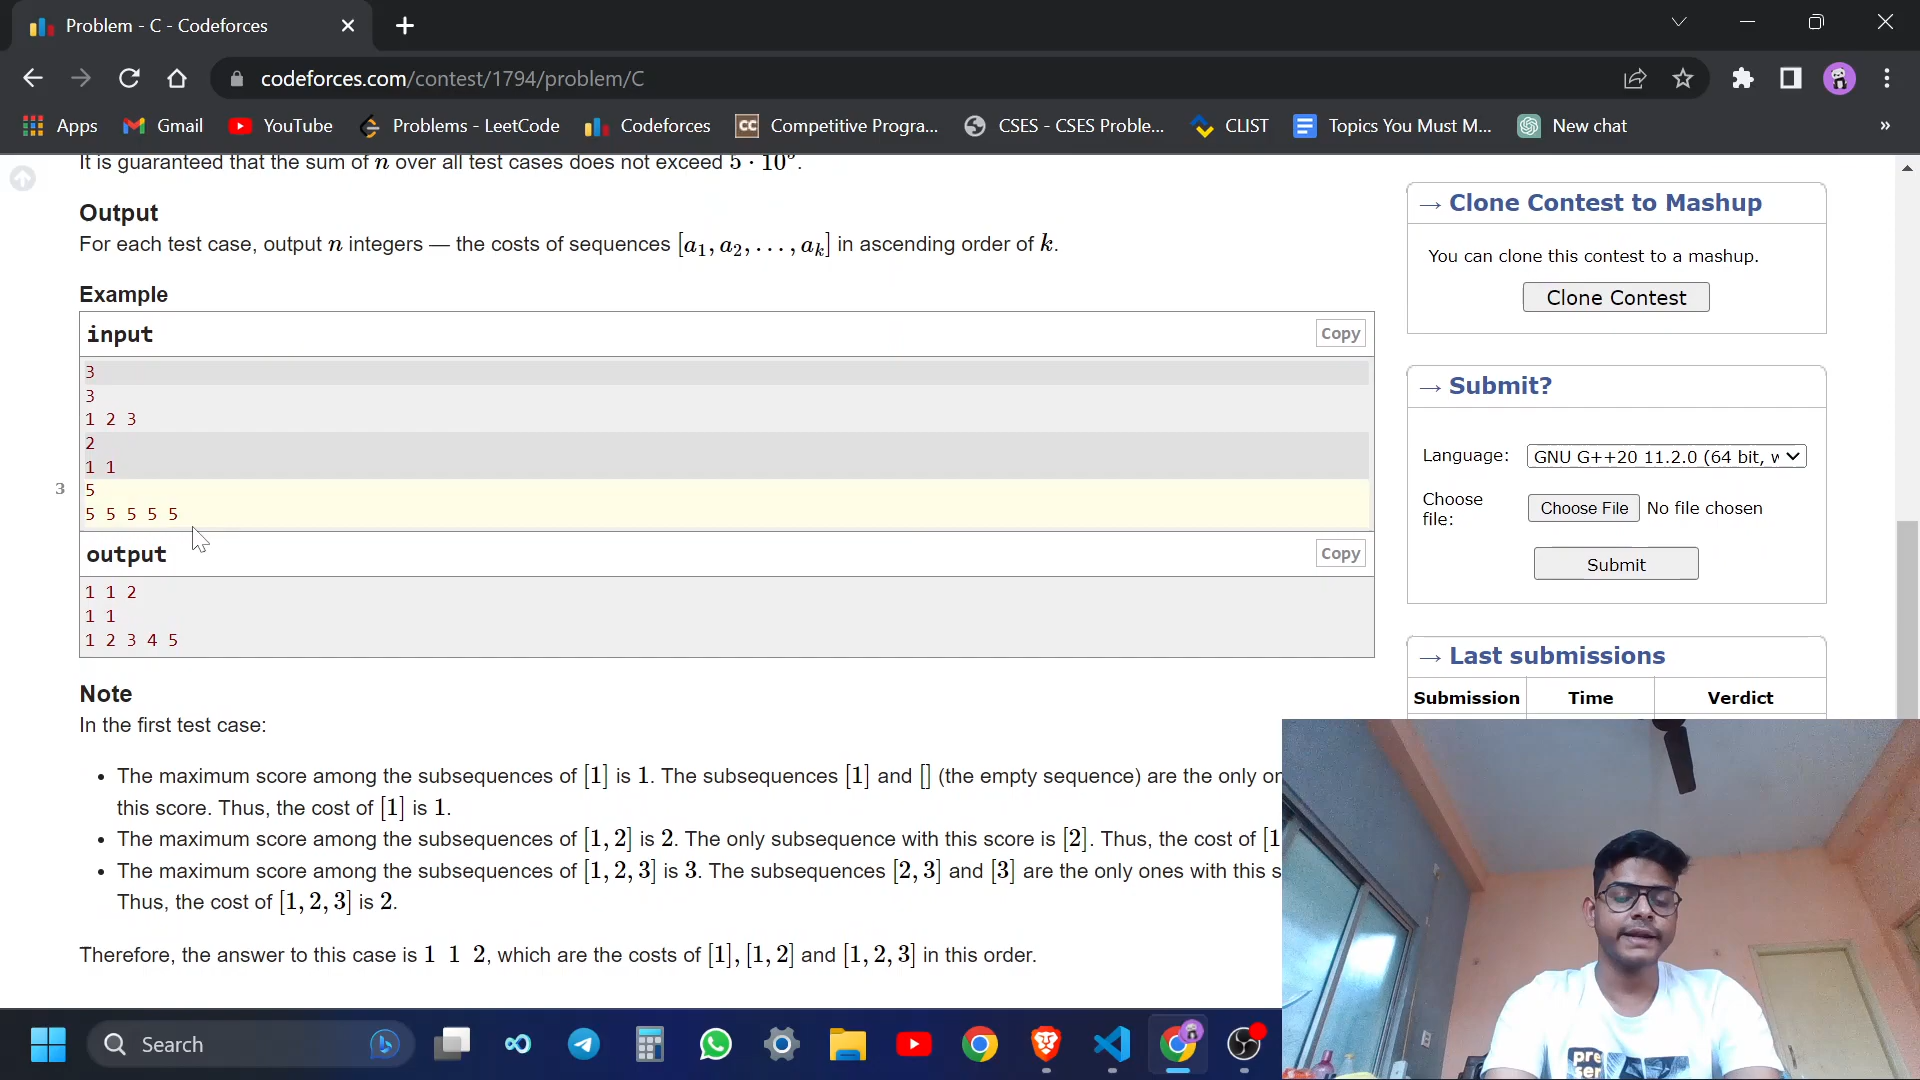 Problem - C - Codeforces
codeforces.com/contest/1794/problem/C
Apps Gmail YouTube Problems - LeetCode Codeforces Competitive Progra... CSES - CSES Proble... CLIST Topics You Must M... New chat »
It is guaranteed that the sum of n over all test cases does not exceed 5 · 10⁵.
Output
For each test case, output n integers — the costs of sequences [a₁, a₂, . . . , aₖ] in ascending order of k.
Example
input
Copy
3
3
1 2 3
2
1 1
3
5
5 5 5 5 5
output
Copy
1 1 2
1 1
1 2 3 4 5
Note
In the first test case:
• The maximum score among the subsequences of [1] is 1. The subsequences [1] and [] (the empty sequence) are the only
this score. Thus, the cost of [1] is 1.
• The maximum score among the subsequences of [1, 2] is 2. The only subsequence with this score is [2]. Thus, the cost of [1
• The maximum score among the subsequences of [1, 2, 3] is 3. The subsequences [2, 3] and [3] are the only ones with this s
Thus, the cost of [1, 2, 3] is 2.
Therefore, the answer to this case is 1 1 2, which are the costs of [1], [1, 2] and [1, 2, 3] in this order.
→ Clone Contest to Mashup
You can clone this contest to a mashup.
Clone Contest
→ Submit?
Language: GNU G++20 11.2.0 (64 bit, w
Choose
file:
Choose File No file chosen
Submit
→ Last submissions
Submission Time Verdict
Search